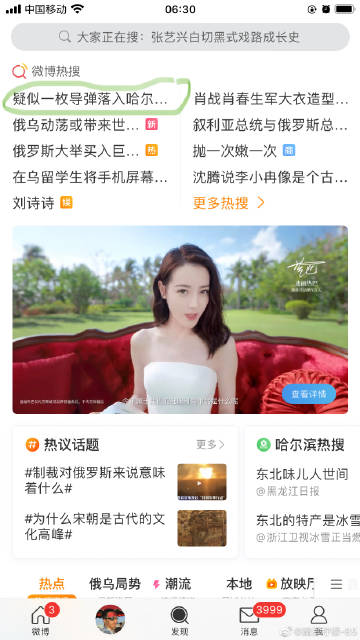 中国移动
06:30
大家正在搜：张艺兴白切黑式戏路成长史
微博热搜
疑似一枚导弹落入哈尔...
肖战肖春生军大衣造型...
俄乌动荡或带来世... 新
叙利亚总统与俄罗斯总...
俄罗斯大举买入巨... 热
抛一次嫩一次 商
在乌留学生将手机屏幕...
沈腾说李小冉像是个古...
刘诗诗
更多热搜
查看详情
热议话题
更多
哈尔滨热搜
#制裁对俄罗斯来说意味
着什么#
东北味儿人世间
@黑龙江日报
#为什么宋朝是古代的文
化高峰#
东北的特产是冰雪
@浙江卫视冰雪正当燃
热点
俄乌局势
潮流
本地
放映厅
微博
3
发现
消息
3999
我